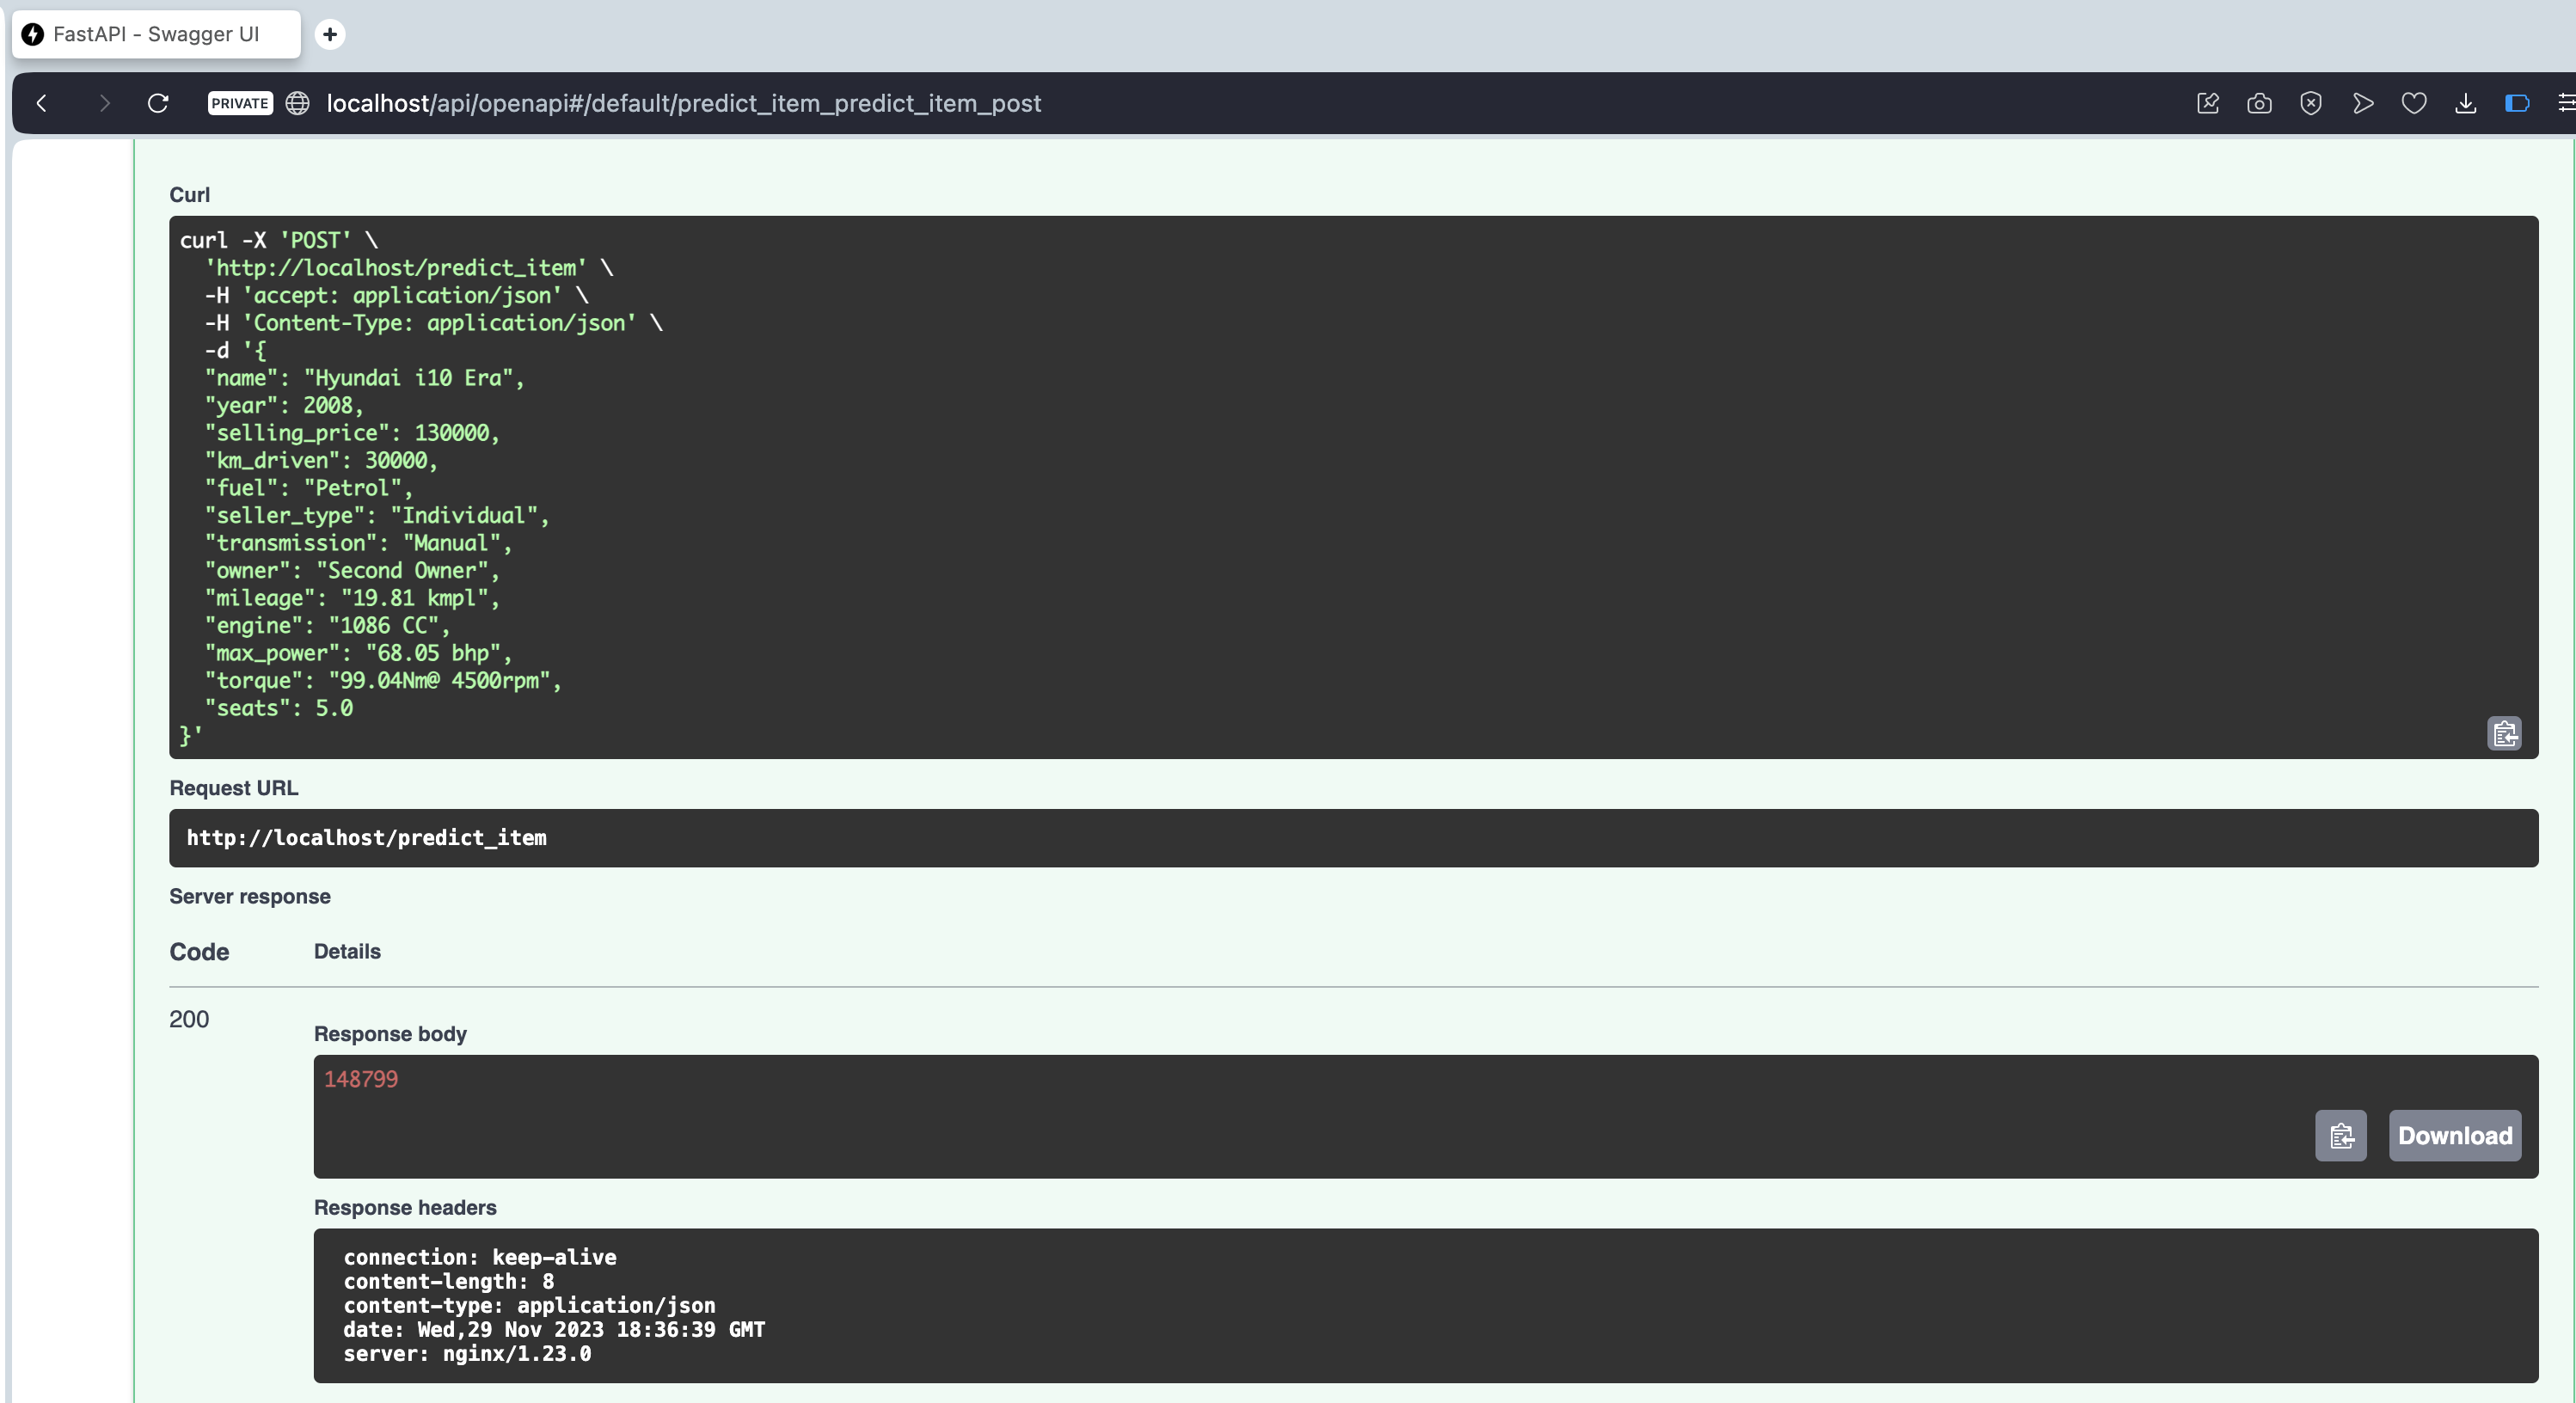 FastAPI - Swagger UI
PRIVATE localhost/api/openapi#/default/predict_item_predict_item_post
Curl
curl -X 'POST' \
  'http://localhost/predict_item' \
  -H 'accept: application/json' \
  -H 'Content-Type: application/json' \
  -d '{
  "name": "Hyundai i10 Era",
  "year": 2008,
  "selling_price": 130000,
  "km_driven": 30000,
  "fuel": "Petrol",
  "seller_type": "Individual",
  "transmission": "Manual",
  "owner": "Second Owner",
  "mileage": "19.81 kmpl",
  "engine": "1086 CC",
  "max_power": "68.05 bhp",
  "torque": "99.04Nm@ 4500rpm",
  "seats": 5.0
}'
Request URL
http://localhost/predict_item
Server response
Code Details
200
Response body
148799
Download
Response headers
connection: keep-alive
content-length: 8
content-type: application/json
date: Wed,29 Nov 2023 18:36:39 GMT
server: nginx/1.23.0